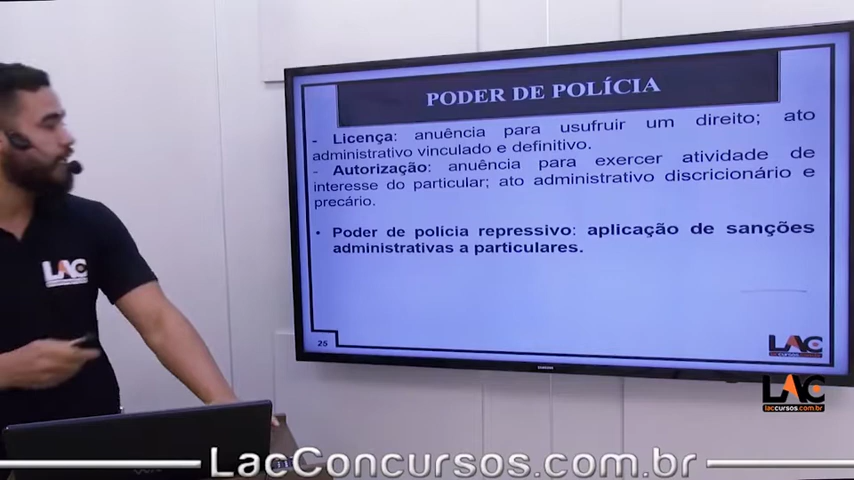 PODER DE POLÍCIA
- Licença: anuência para usufruir um direito; ato
administrativo vinculado e definitivo.
- Autorização: anuência para exercer atividade de
interesse do particular; ato administrativo discricionário e
precário.
• Poder de polícia repressivo: aplicação de sanções
administrativas a particulares.
25
LAC
LAC
laccursos.com.br
LAC
SAMSUNG
LacConcursos.com.br